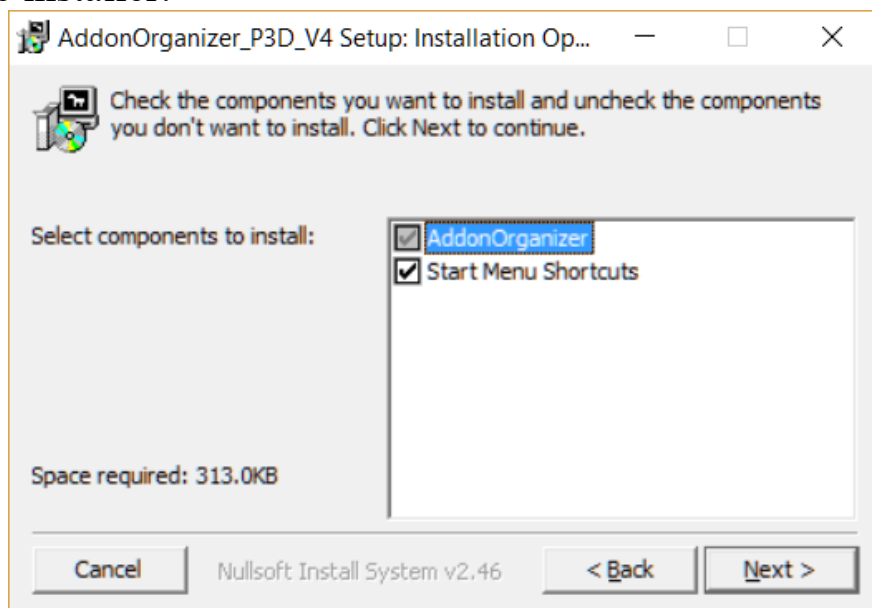 AddonOrganizer_P3D_V4 Setup: Installation Op...
Check the components you want to install and uncheck the components
you don't want to install. Click Next to continue.
Select components to install:
AddonOrganizer
Start Menu Shortcuts
Space required: 313.0KB
Cancel
Nullsoft Install System v2.46
< Back
Next >